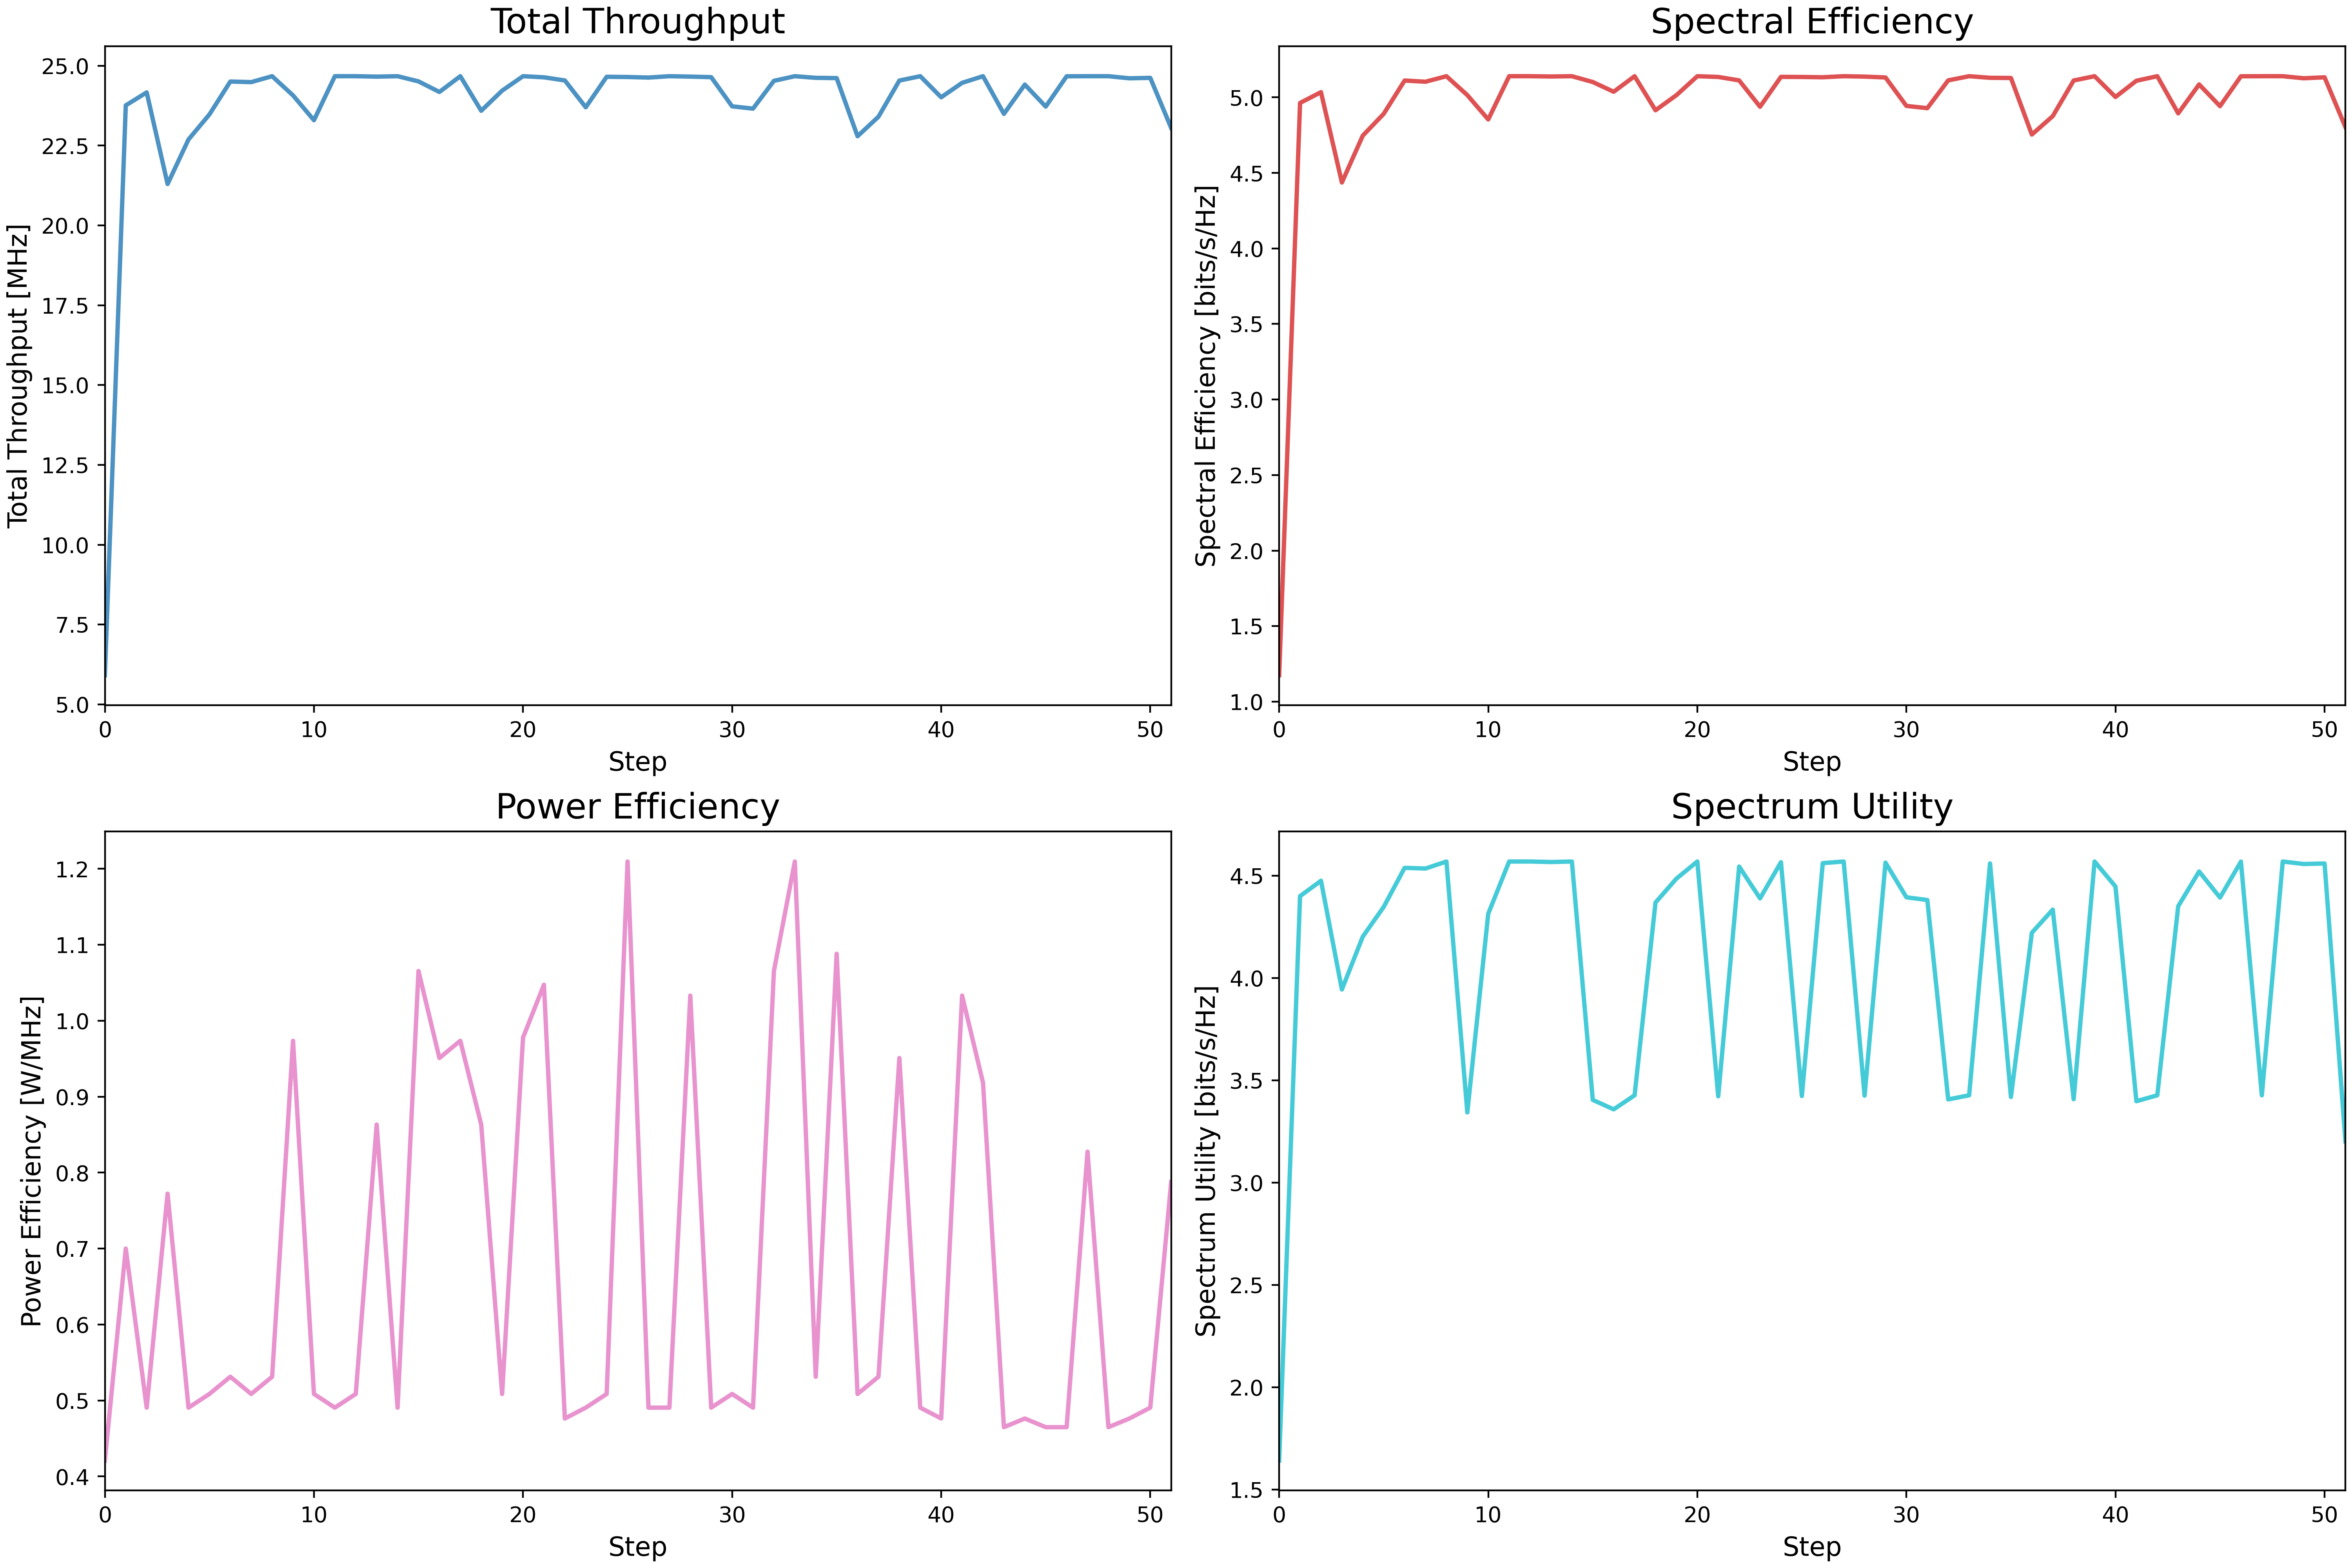 Total Throughput
Total Throughput [MHz]
25.0
22.5
20.0
17.5
15.0
12.5
10.0
7.5
5.0
0 10 20 30 40 50
Step
Spectral Efficiency
Spectral Efficiency [bits/s/Hz]
5.0
4.5
4.0
3.5
3.0
2.5
2.0
1.5
1.0
0 10 20 30 40 50
Step
Power Efficiency
Power Efficiency [W/MHz]
1.2
1.1
1.0
0.9
0.8
0.7
0.6
0.5
0.4
0 10 20 30 40 50
Step
Spectrum Utility
Spectrum Utility [bits/s/Hz]
4.5
4.0
3.5
3.0
2.5
2.0
1.5
0 10 20 30 40 50
Step